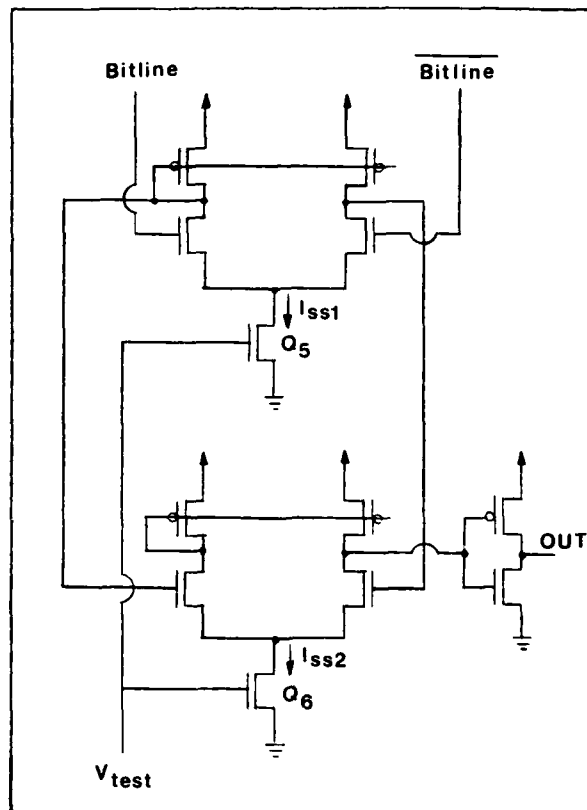 Bitline
Bitline
Iss1
Q5
OUT
Iss2
Q6
Vtest